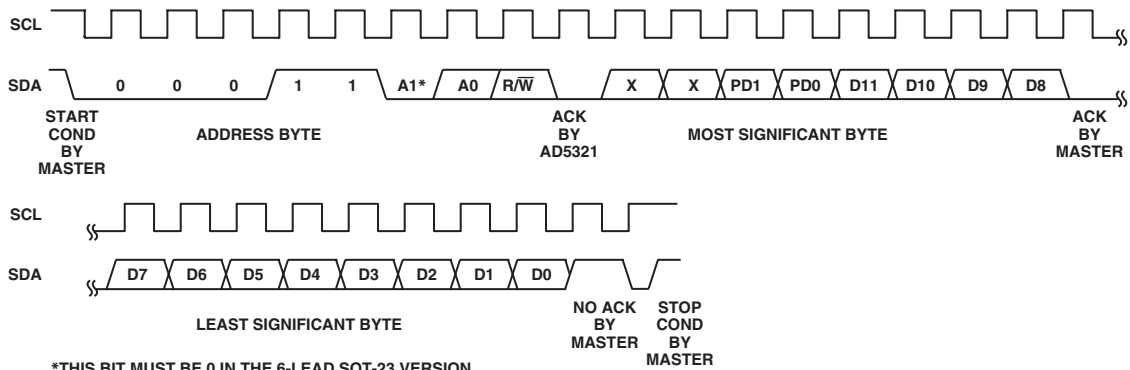 SCL
SDA 0 0 0 1 1 A1* A0 R/W̅ X X PD1 PD0 D11 D10 D9 D8
START COND BY MASTER
ADDRESS BYTE
ACK BY AD5321
MOST SIGNIFICANT BYTE
ACK BY MASTER
SCL
SDA D7 D6 D5 D4 D3 D2 D1 D0
LEAST SIGNIFICANT BYTE
NO ACK BY MASTER
STOP COND BY MASTER
*THIS BIT MUST BE 0 IN THE 6-LEAD SOT-23 VERSION